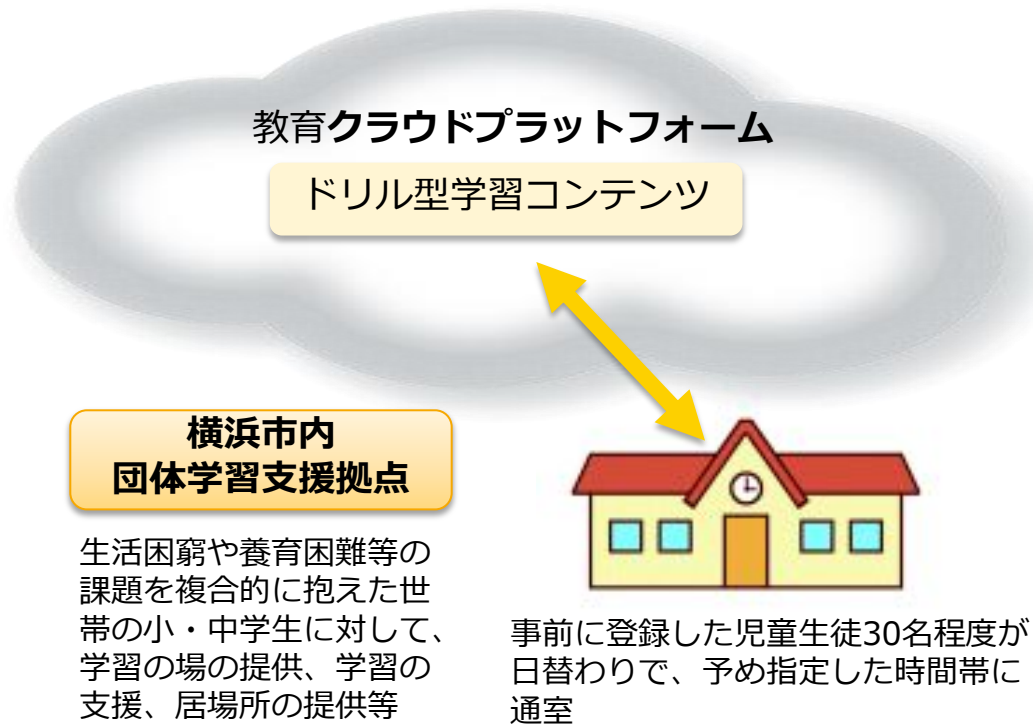 教育クラウドプラットフォーム
ドリル型学習コンテンツ
横浜市内
団体学習支援拠点
生活困窮や養育困難等の
課題を複合的に抱えた世
帯の小・中学生に対して、
学習の場の提供、学習の
支援、居場所の提供等
事前に登録した児童生徒30名程度が
日替わりで、予め指定した時間帯に
通室